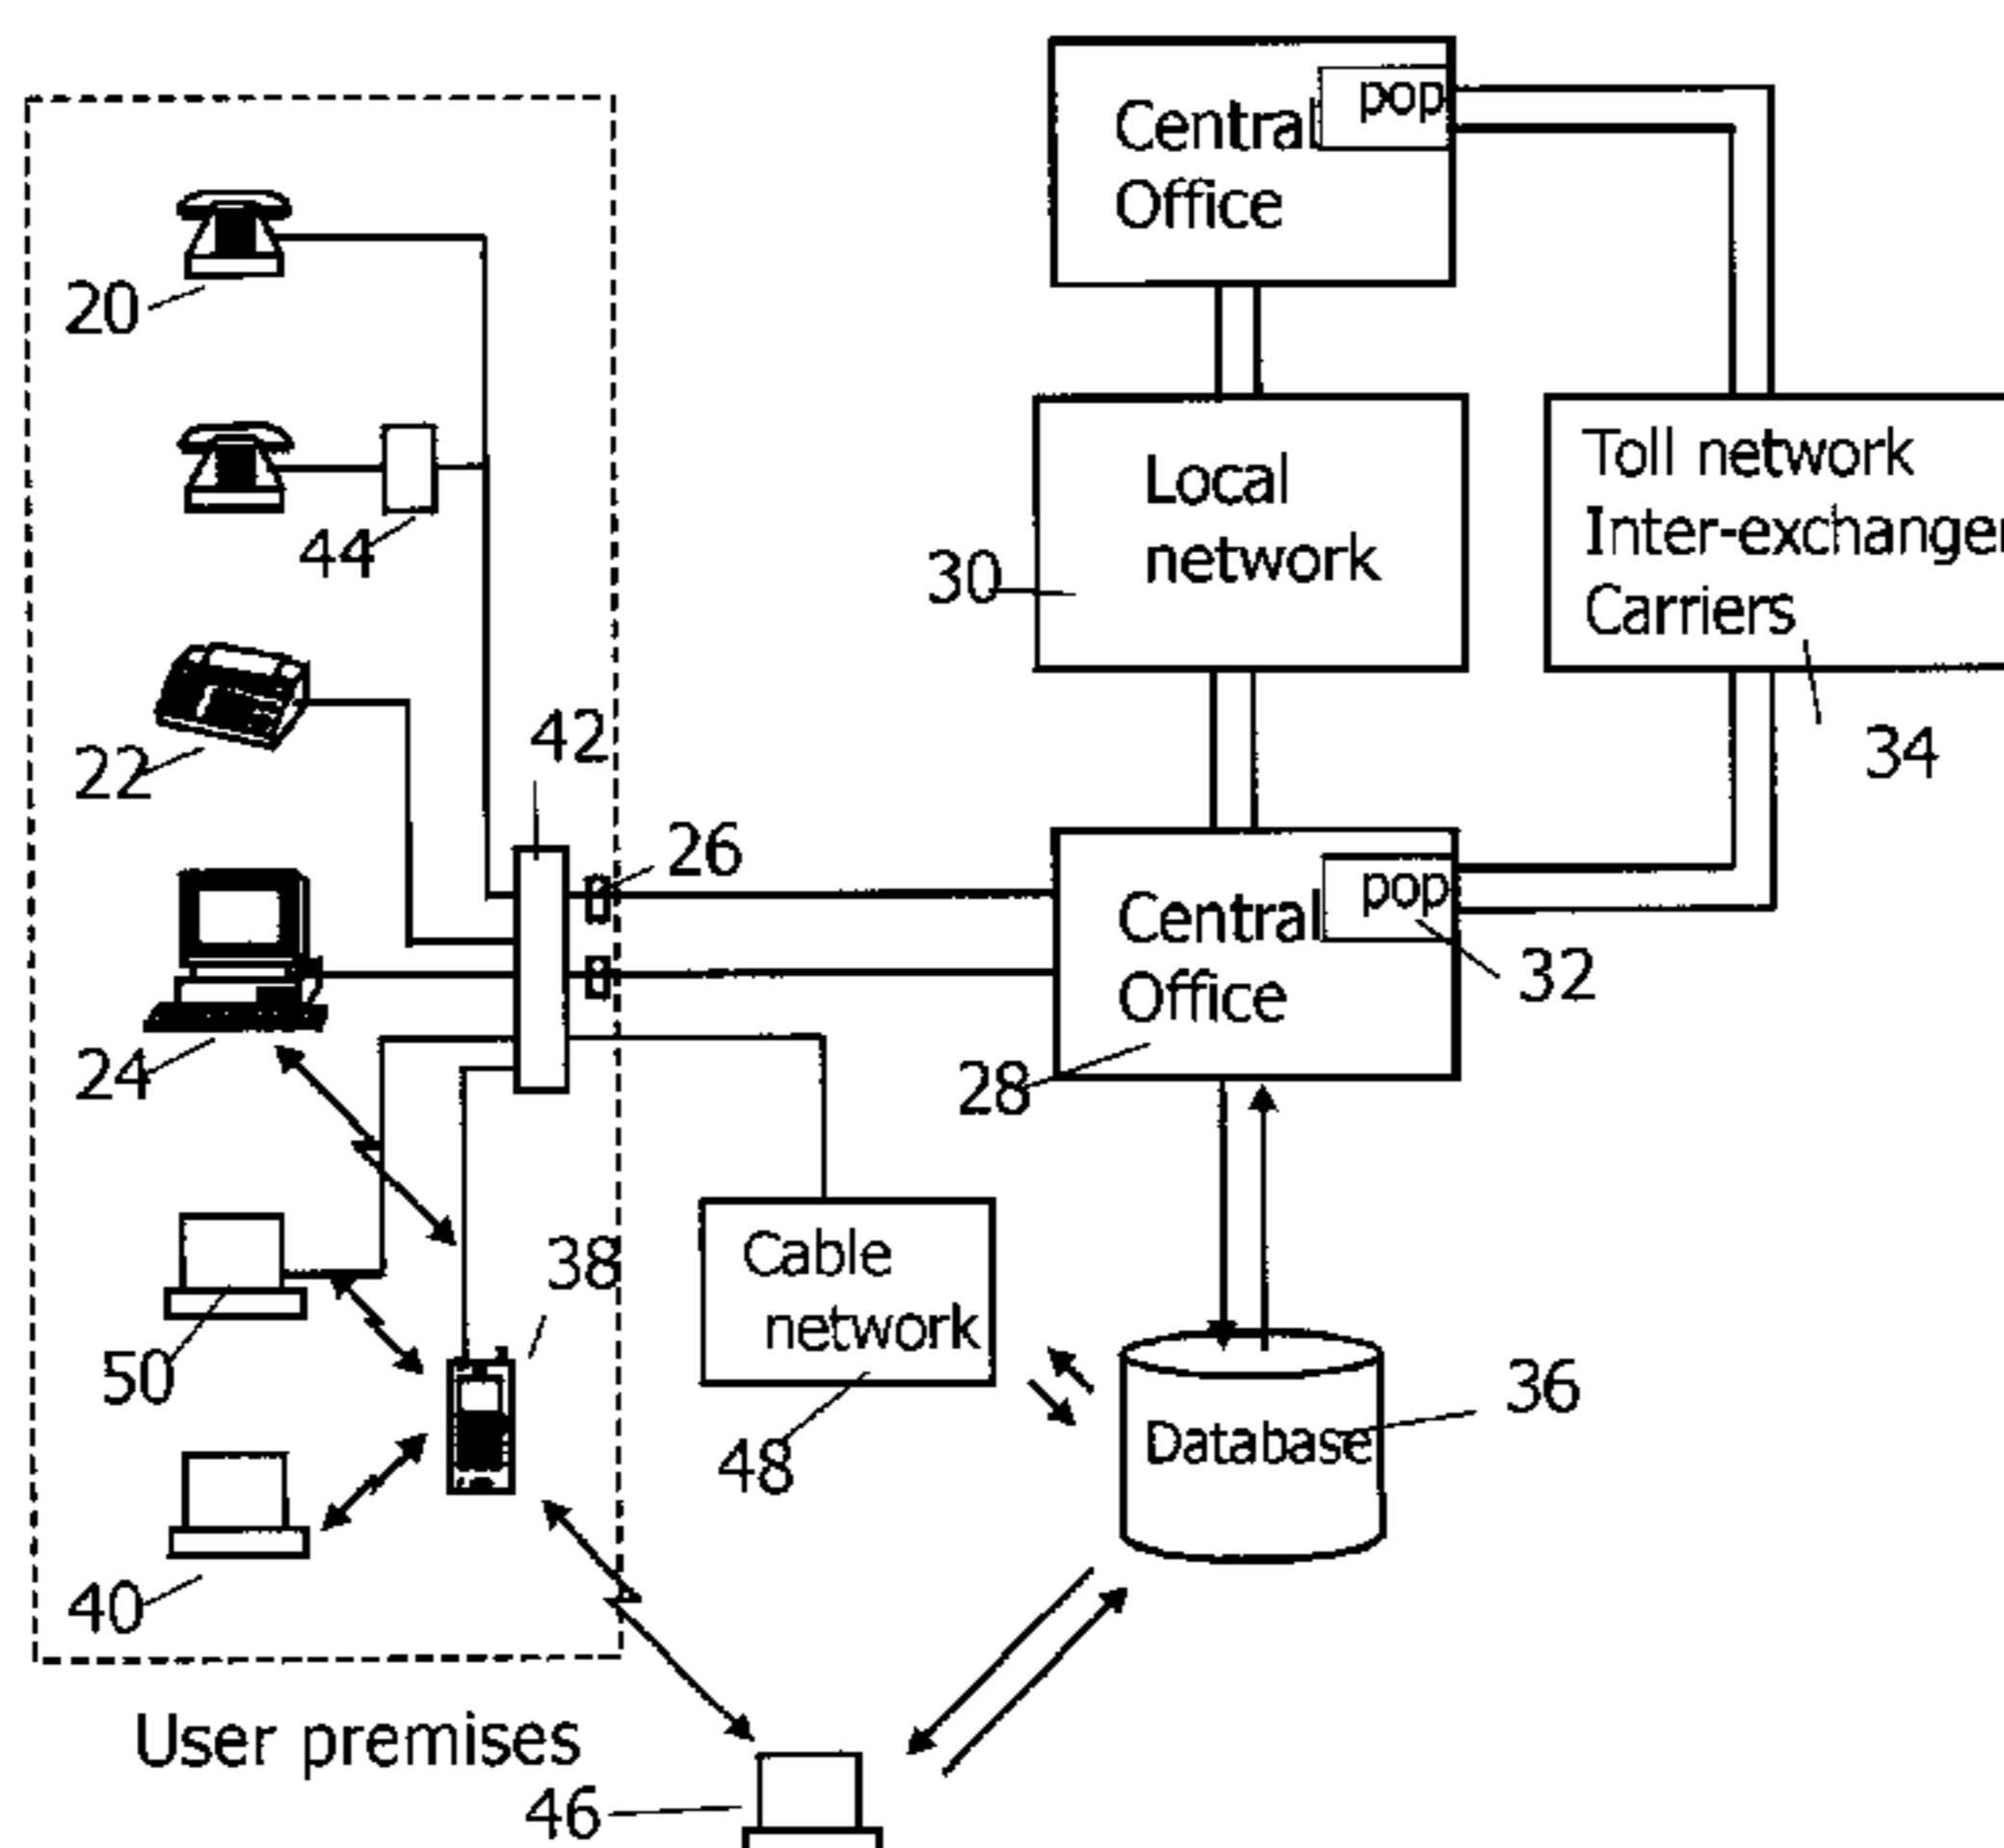 pop
Central
Office
20
Local
network
Toll network
Inter-exchanger
Carriers
44
30
42
22
34
26
pop
Central
Office
32
24
28
38
Cable
network
50
36
Database
48
40
User premises
46